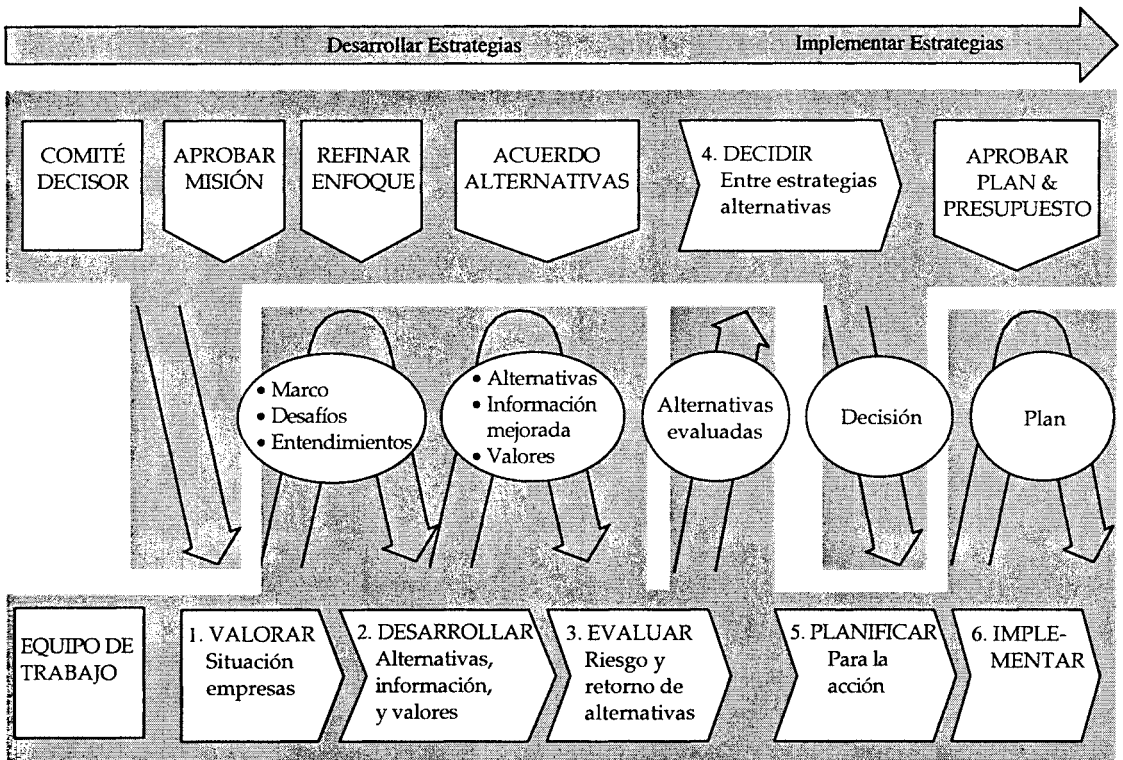 Desarrollar Estrategias
Implementar Estrategias
COMITÉ
DECISOR
APROBAR
MISIÓN
REFINAR
ENFOQUE
ACUERDO
ALTERNATIVAS
4. DECIDIR
Entre estrategias
alternativas
APROBAR
PLAN &
PRESUPUESTO
• Marco
• Desafíos
• Entendimientos
• Alternativas
• Información
mejorada
• Valores
Alternativas
evaluadas
Decisión
Plan
EQUIPO DE
TRABAJO
1. VALORAR
Situación
empresas
2. DESARROLLAR
Alternativas,
información,
y valores
3. EVALUAR
Riesgo y
retorno de
alternativas
5. PLANIFICAR
Para la
acción
6. IMPLE-
MENTAR